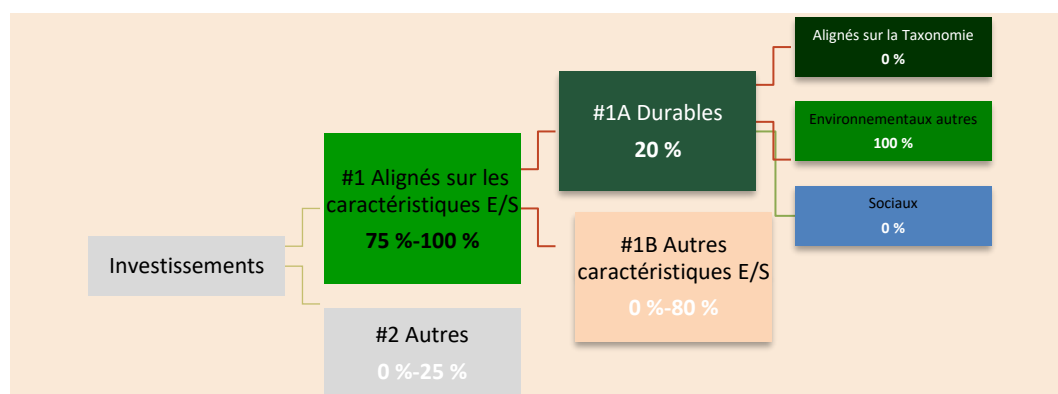 Investissements
#1 Alignés sur les
caractéristiques E/S
75 %-100 %
#2 Autres
0 %-25 %
#1A Durables
20 %
#1B Autres
caractéristiques E/S
0 %-80 %
Alignés sur la Taxonomie
0 %
Environnementaux autres
100 %
Sociaux
0 %